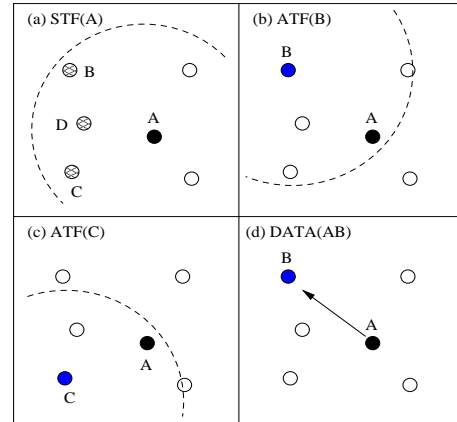 (a) STF(A)
B
D
A
C
(b) ATF(B)
B
A
(c) ATF(C)
A
C
(d) DATA(AB)
B
A